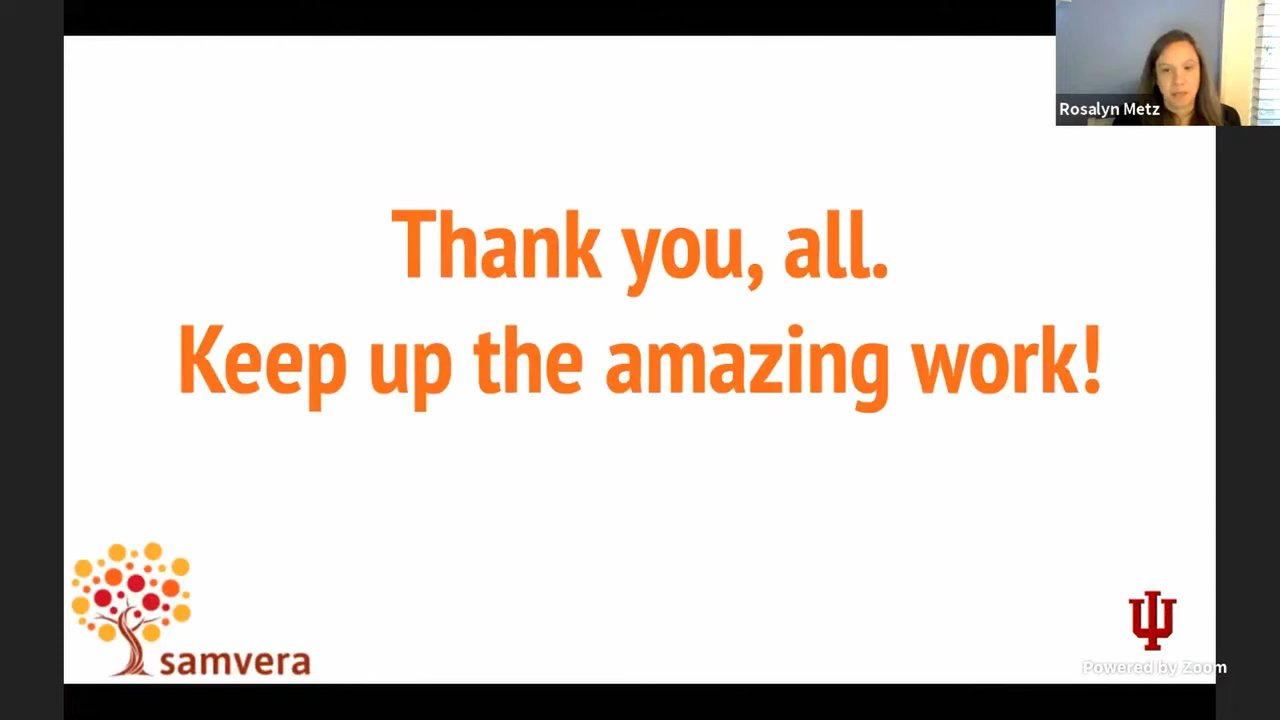 Rosalyn Metz
Thank you, all.
Keep up the amazing work!
samvera
Powered by Zoom